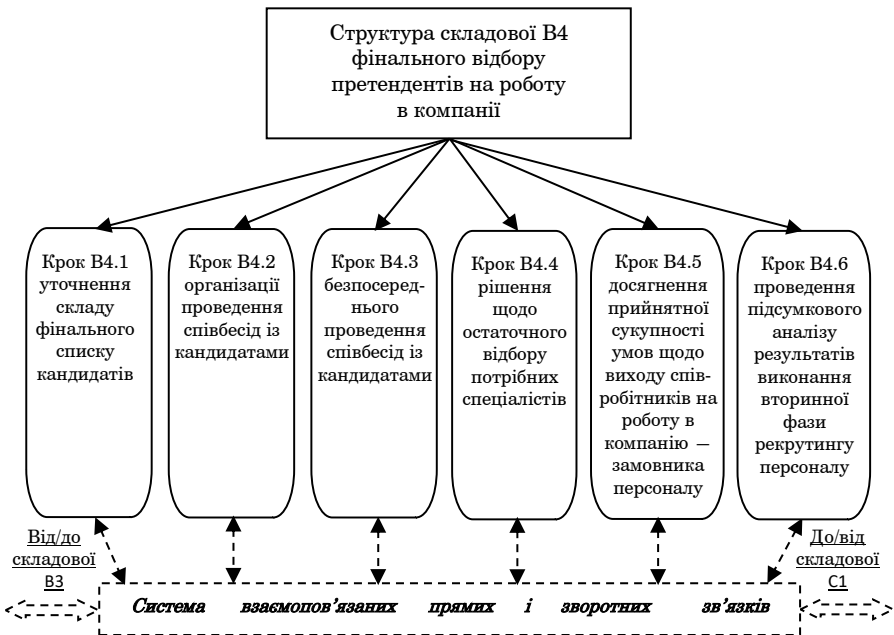 Структура складової В4
фінального відбору
претендентів на роботу
в компанії
Крок В4.1
уточнення
складу
фінального
списку
кандидатів
Крок В4.2
організації
проведення
співбесід із
кандидатами
Крок В4.3
безпосеред-
нього
проведення
співбесід із
кандидатами
Крок В4.4
рішення
щодо
остаточного
відбору
потрібних
спеціалістів
Крок В4.5
досягнення
прийнятної
сукупності
умов щодо
виходу спів-
робітників на
роботу в
компанію —
замовника
персоналу
Крок В4.6
проведення
підсумкового
аналізу
результатів
виконання
вторинної
фази
рекрутингу
персоналу
Від/до
складової
В3
До/від
складової
С1
Система взаємопов’язаних прямих і зворотних зв’язків